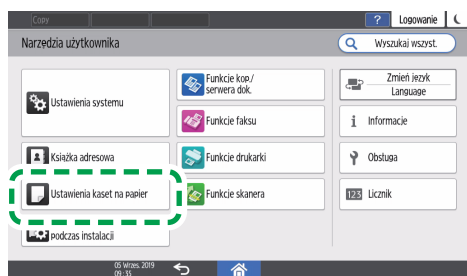 Copy
? Logowanie
Narzędzia użytkownika
Wyszukaj wszyst.
Ustawienia systemu
Funkcje kop./
serwera dok.
Zmień język
Language
Funkcje faksu
i Informacje
Książka adresowa
Funkcje drukarki
Obsługa
Ustawienia kaset na papier
Funkcje skanera
123 Licznik
podczas instalacji
05 Wrzes. 2019
09:35